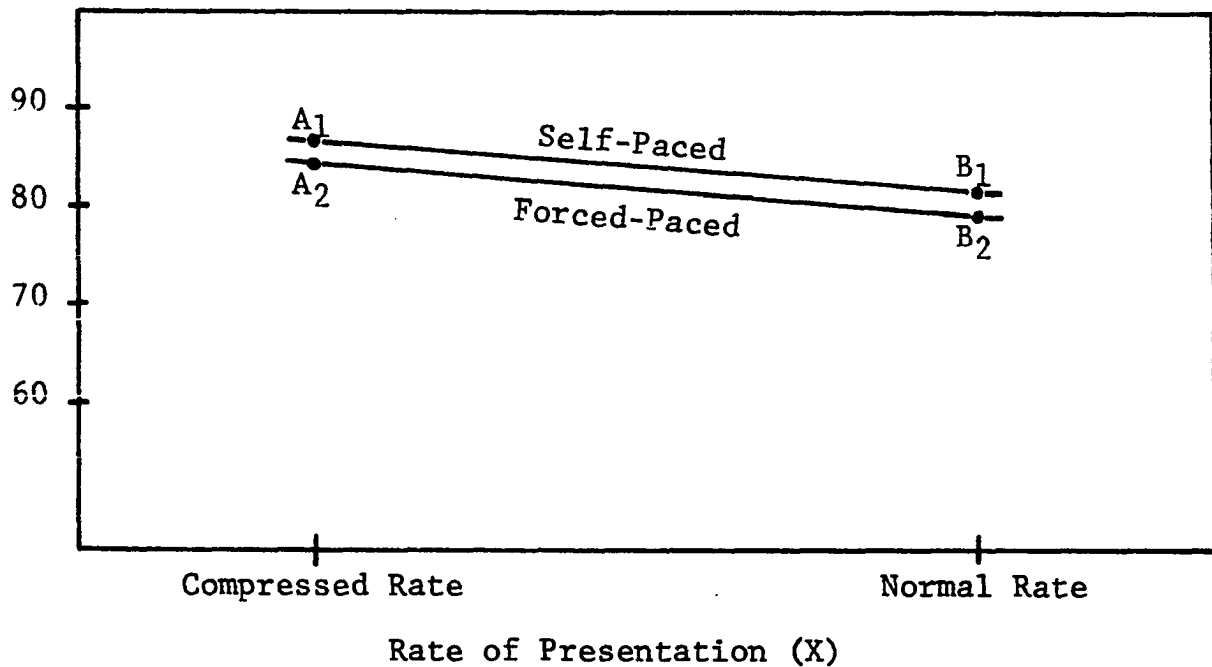 90
A1
Self-Paced
B1
A2
80
Forced-Paced
B2
70
60
Compressed Rate Normal Rate
Rate of Presentation (X)